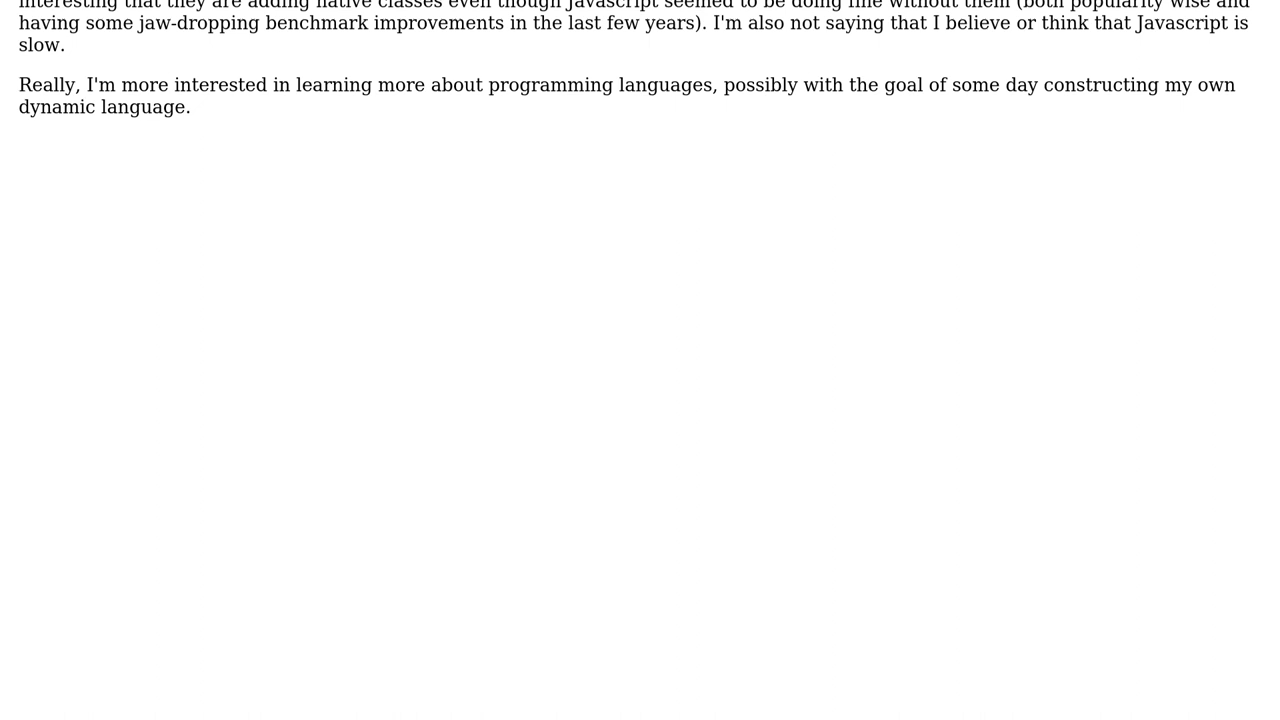 interesting that they are adding native classes even though Javascript seemed to be doing fine without them (both popularity wise and
having some jaw-dropping benchmark improvements in the last few years). I'm also not saying that I believe or think that Javascript is
slow.
Really, I'm more interested in learning more about programming languages, possibly with the goal of some day constructing my own
dynamic language.